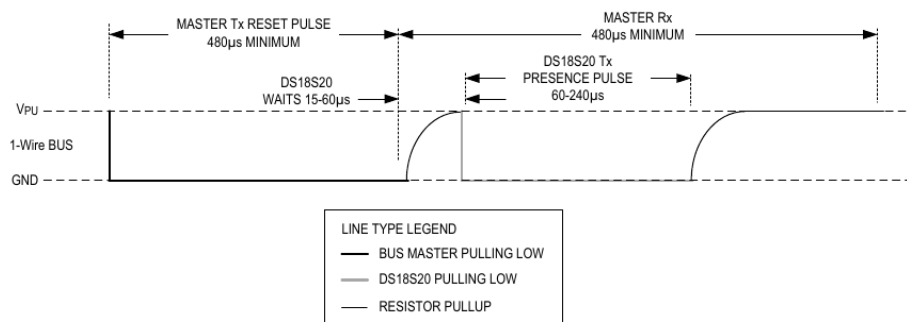 MASTER Tx RESET PULSE
480µs MINIMUM
MASTER Rx
480µs MINIMUM
DS18S20
WAITS 15-60µs
DS18S20 Tx
PRESENCE PULSE
60-240µs
VPU
1-Wire BUS
GND
LINE TYPE LEGEND
BUS MASTER PULLING LOW
DS18S20 PULLING LOW
RESISTOR PULLUP